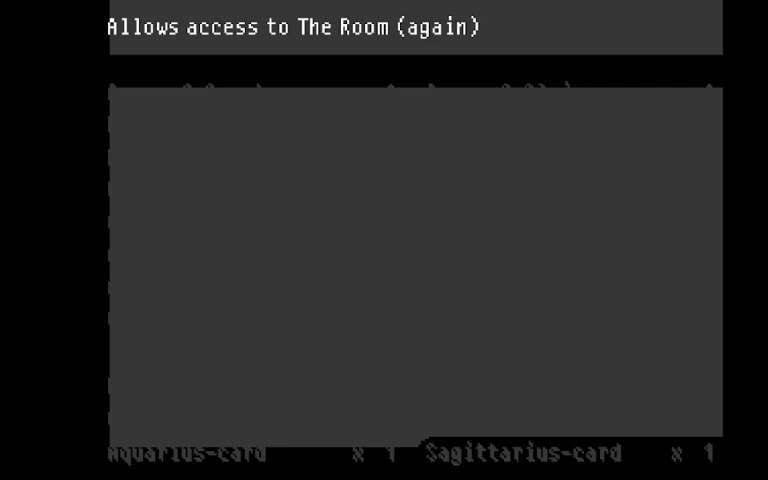 Allows access to The Room (again)
Aquarius-card x 1 Sagittarius-card x 1